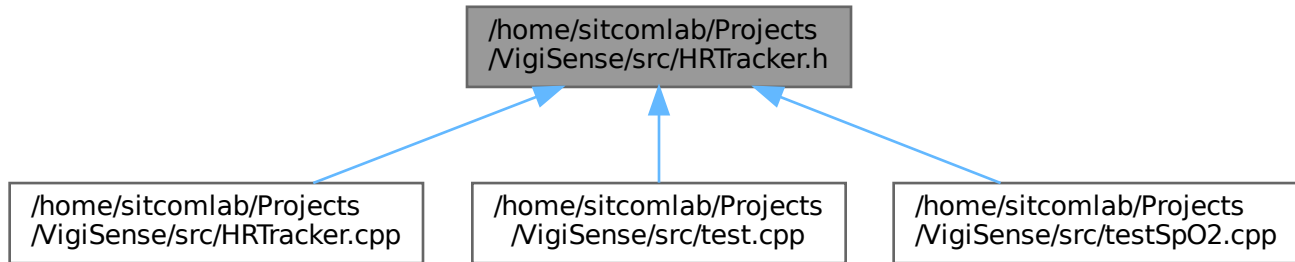 /home/sitcomlab/Projects
/VigiSense/src/HRTracker.h
/home/sitcomlab/Projects
/VigiSense/src/HRTracker.cpp
/home/sitcomlab/Projects
/VigiSense/src/test.cpp
/home/sitcomlab/Projects
/VigiSense/src/testSpO2.cpp